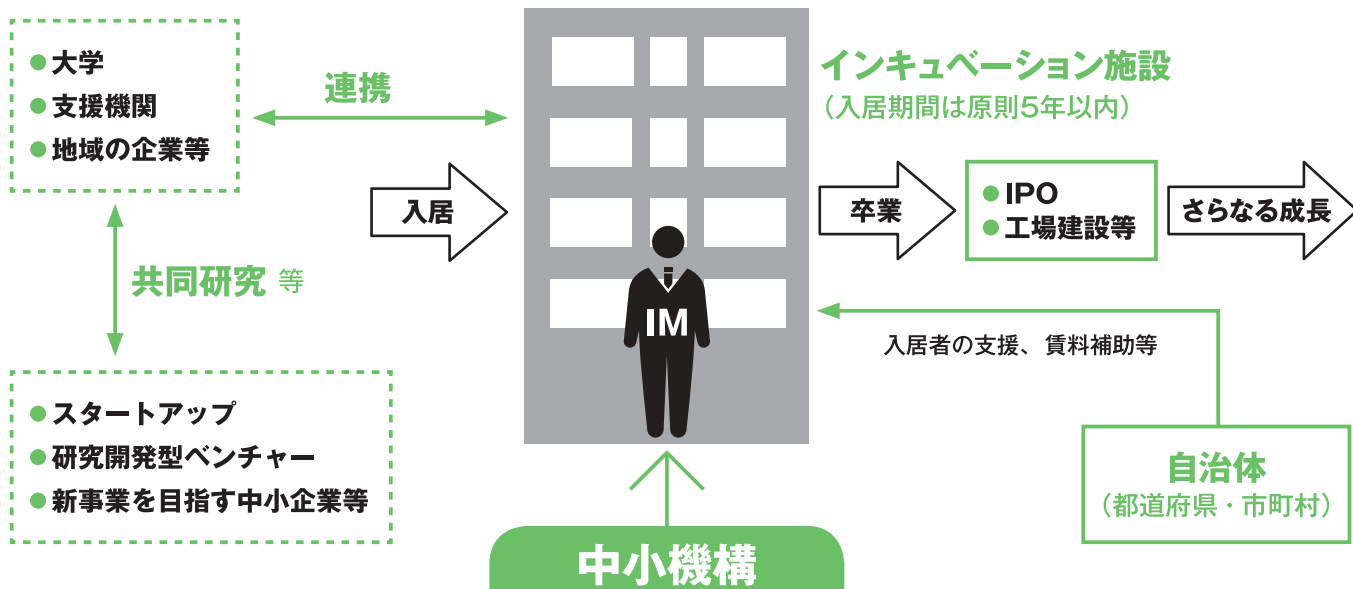 大学
支援機関
地域の企業等
連携
入居
共同研究 等
スタートアップ
研究開発型ベンチャー
新事業を目指す中小企業等
IM
中小機構
インキュベーション施設
（入居期間は原則5年以内）
卒業
IPO
工場建設等
さらなる成長
入居者の支援、賃料補助等
自治体
（都道府県・市町村）